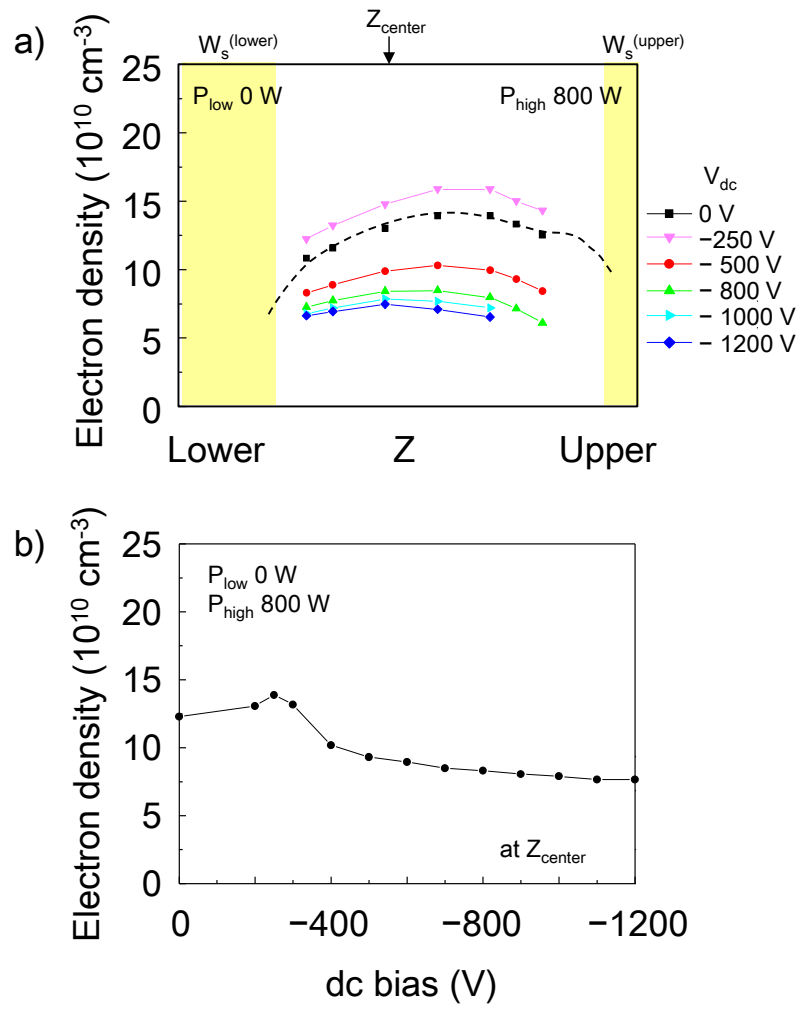 a)
W_s^(lower)
Z_center
W_s^(upper)
Electron density (10^10 cm^-3)
25
20
15
10
5
0
P_low 0 W
P_high 800 W
V_dc
0 V
−250 V
− 500 V
− 800 V
− 1000 V
− 1200 V
Lower
Z
Upper
b)
Electron density (10^10 cm^-3)
25
20
15
10
5
0
P_low 0 W
P_high 800 W
at Z_center
0
−400
−800
−1200
dc bias (V)